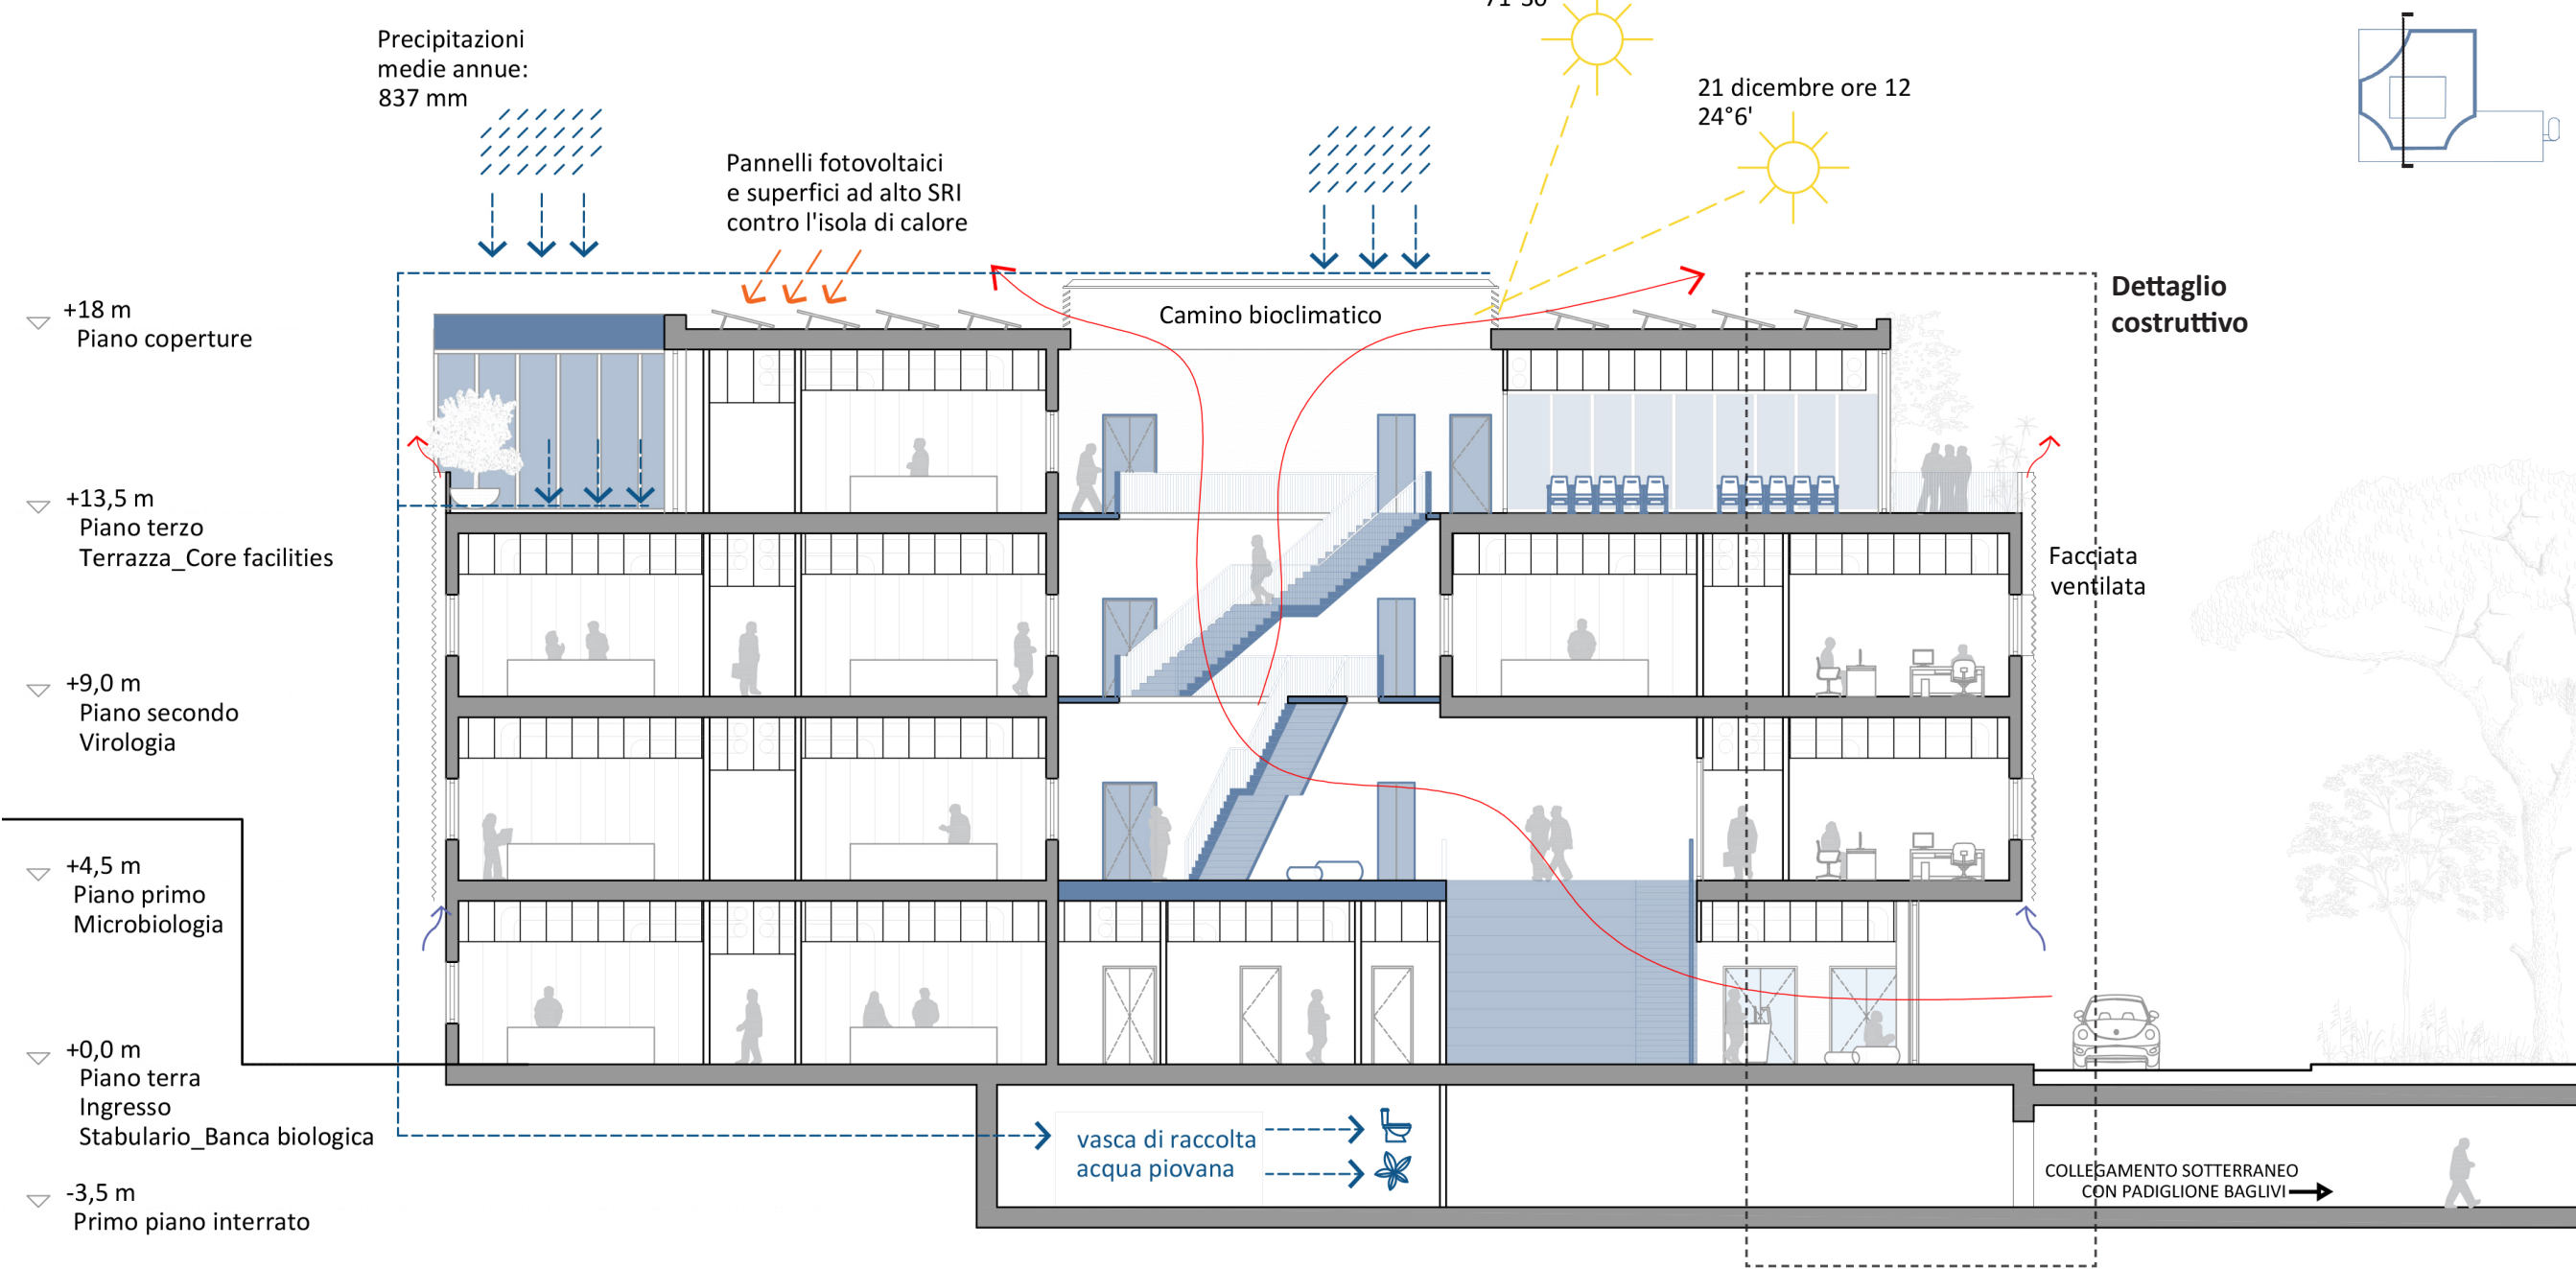 Precipitazioni
medie annue:
837 mm
21 dicembre ore 12
24°6'
Pannelli fotovoltaici
e superfici ad alto SRI
contro l'isola di calore
Camino bioclimatico
Dettaglio
costruttivo
+18 m
Piano coperture
+13,5 m
Piano terzo
Terrazza_Core facilities
Facciata
ventilata
+9,0 m
Piano secondo
Virologia
+4,5 m
Piano primo
Microbiologia
+0,0 m
Piano terra
Ingresso
Stabulario_Banca biologica
vasca di raccolta
acqua piovana
-3,5 m
Primo piano interrato
COLLEGAMENTO SOTTERRANEO
CON PADIGLIONE BAGLIVI